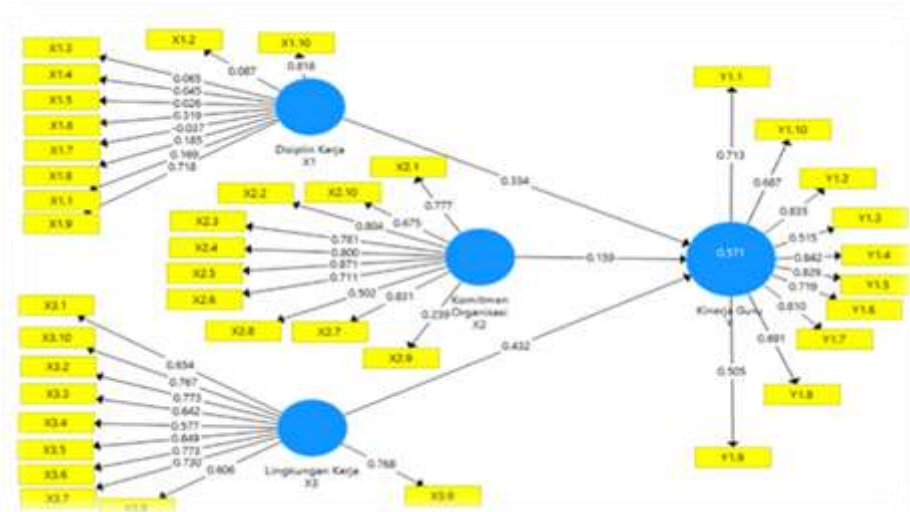 X1.3
X1.2
X1.10
X1.4
X1.5
X1.6
X1.7
X1.8
X1.1
X1.9
0.065
0.045
0.026
0.319
-0.037
0.185
0.169
0.718
0.087
0.818
Disiplin Kerja
X1
0.334
X2.1
X2.2
X2.10
X2.3
X2.4
X2.5
X2.6
X2.8
X2.7
X2.9
0.777
0.675
0.804
0.781
0.800
0.871
0.711
0.502
0.831
0.239
Komitmen
Organisasi
X2
0.159
X3.1
X3.10
X3.2
X3.3
X3.4
X3.5
X3.6
X3.7
X3.9
0.654
0.767
0.773
0.642
0.577
0.849
0.773
0.730
0.606
0.768
Lingkungan Kerja
X3
0.432
Y1.1
Y1.10
Y1.2
Y1.3
Y1.4
Y1.5
Y1.6
Y1.7
Y1.8
Y1.9
0.713
0.687
0.835
0.515
0.842
0.829
0.719
0.810
0.691
0.505
0.571
Kinerja Guru